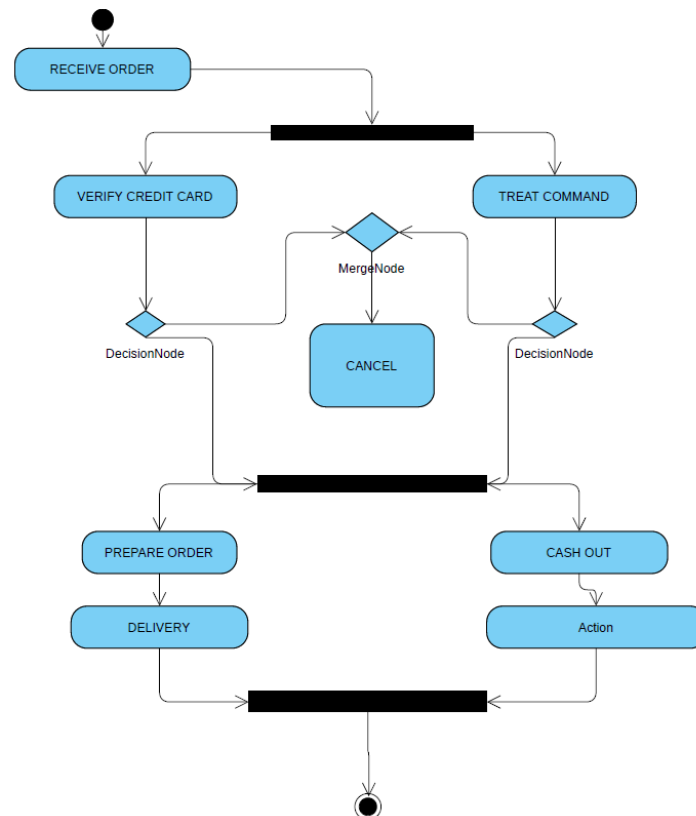 RECEIVE ORDER
VERIFY CREDIT CARD
TREAT COMMAND
MergeNode
DecisionNode
DecisionNode
CANCEL
PREPARE ORDER
CASH OUT
DELIVERY
Action